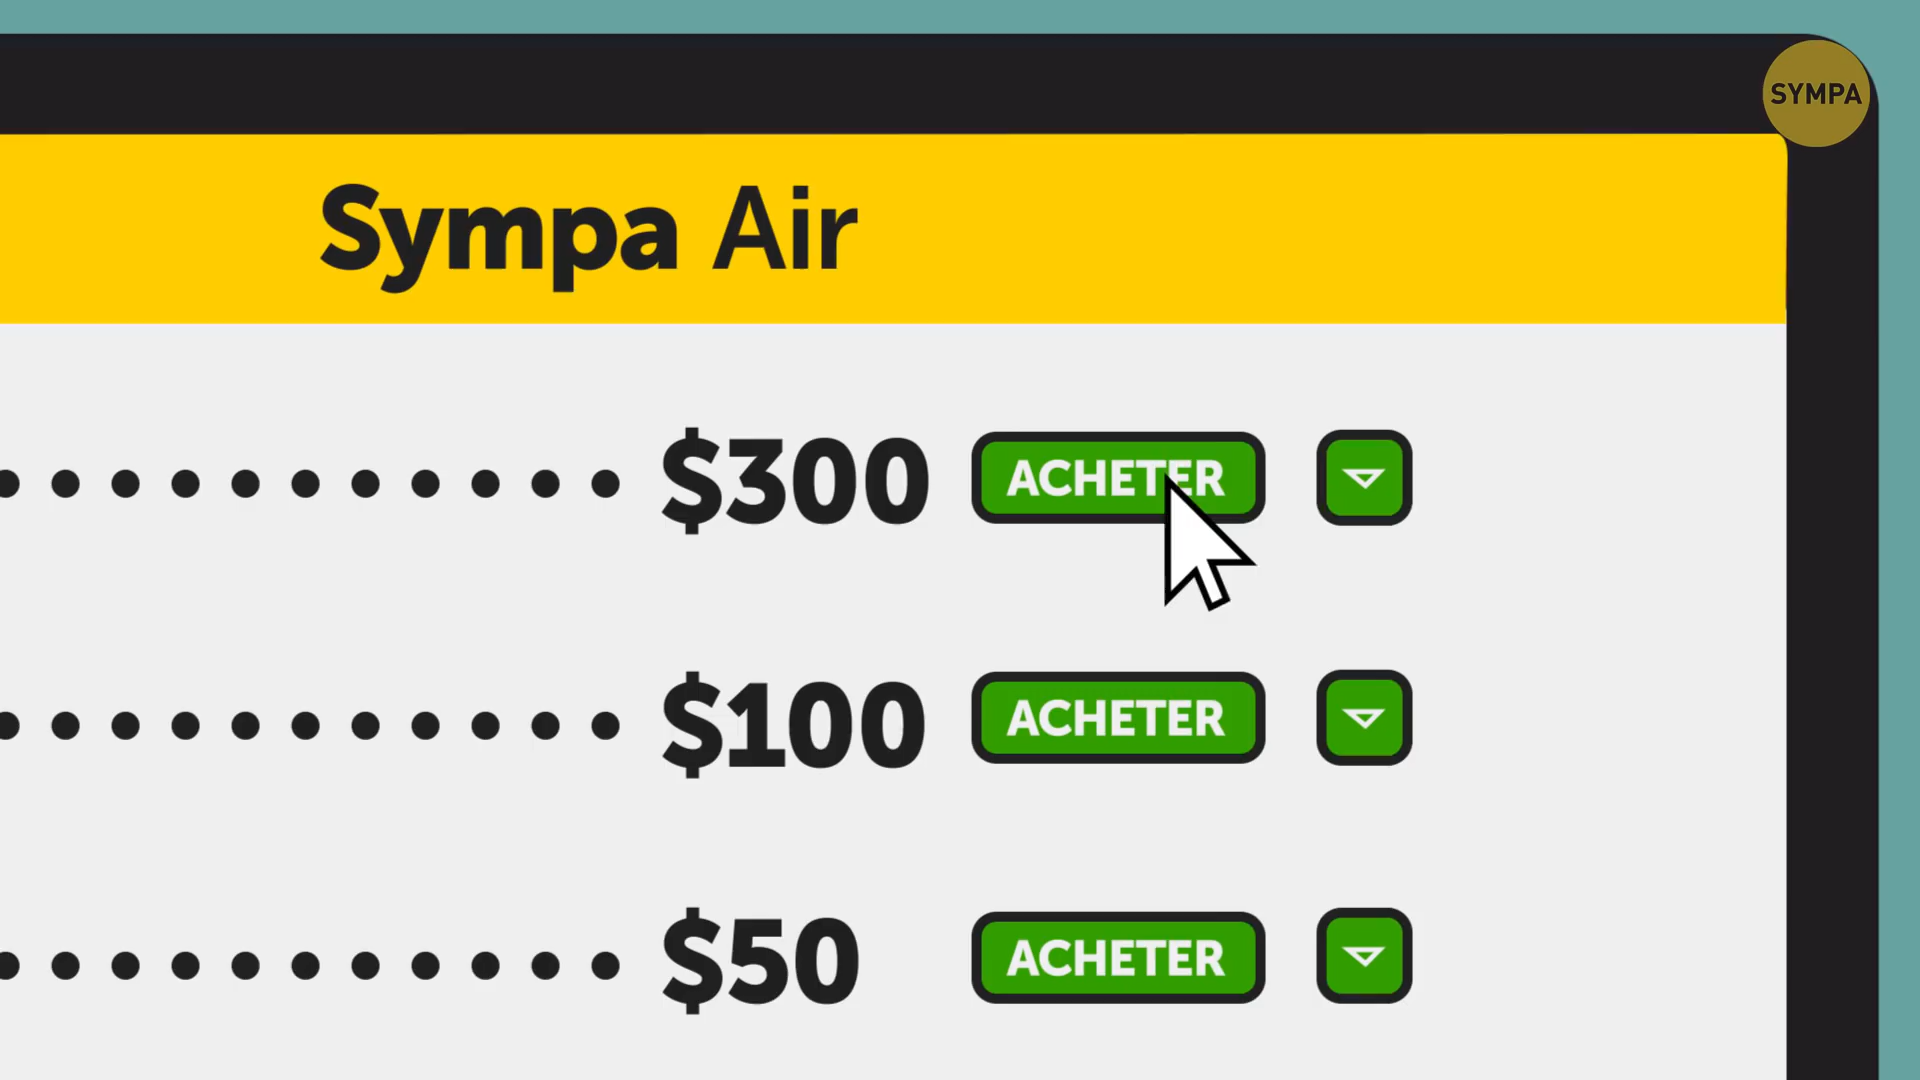 SYMPA
Sympa Air
$300 ACHETER
$100 ACHETER
$50 ACHETER